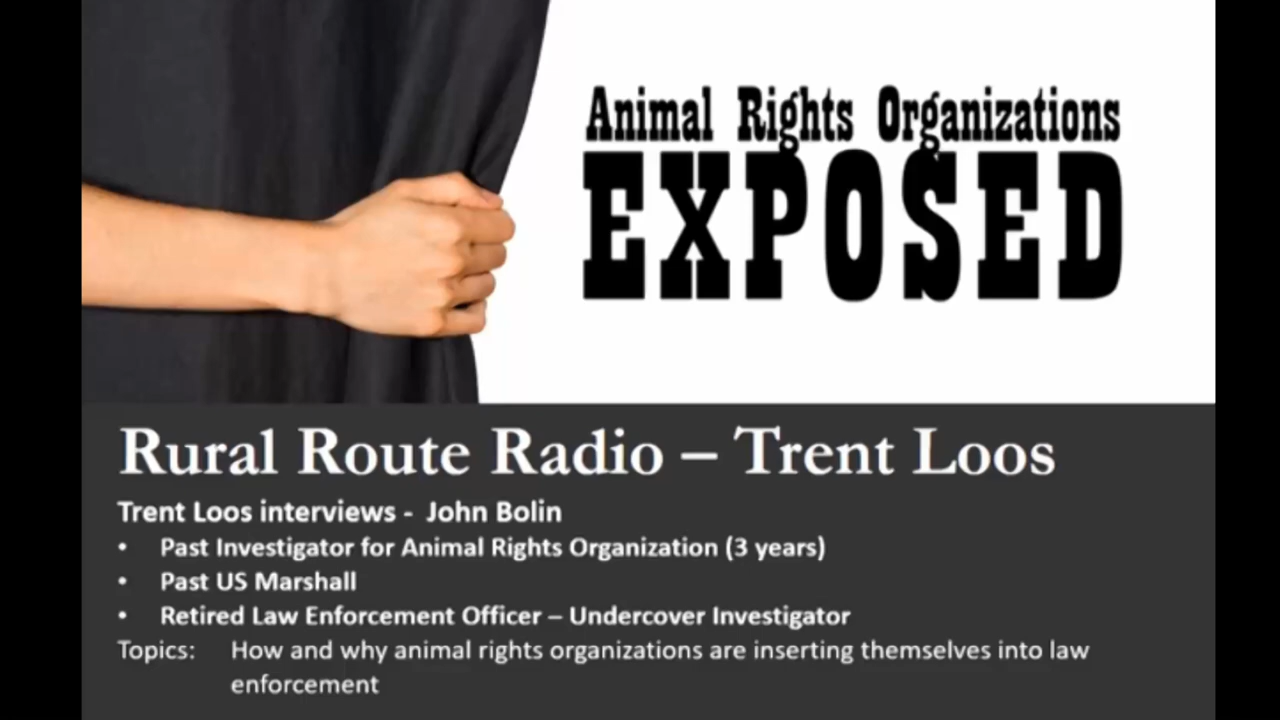 Animal Rights Organizations
EXPOSED
Rural Route Radio – Trent Loos
Trent Loos interviews - John Bolin
• Past Investigator for Animal Rights Organization (3 years)
• Past US Marshall
• Retired Law Enforcement Officer – Undercover Investigator
Topics: How and why animal rights organizations are inserting themselves into law
enforcement